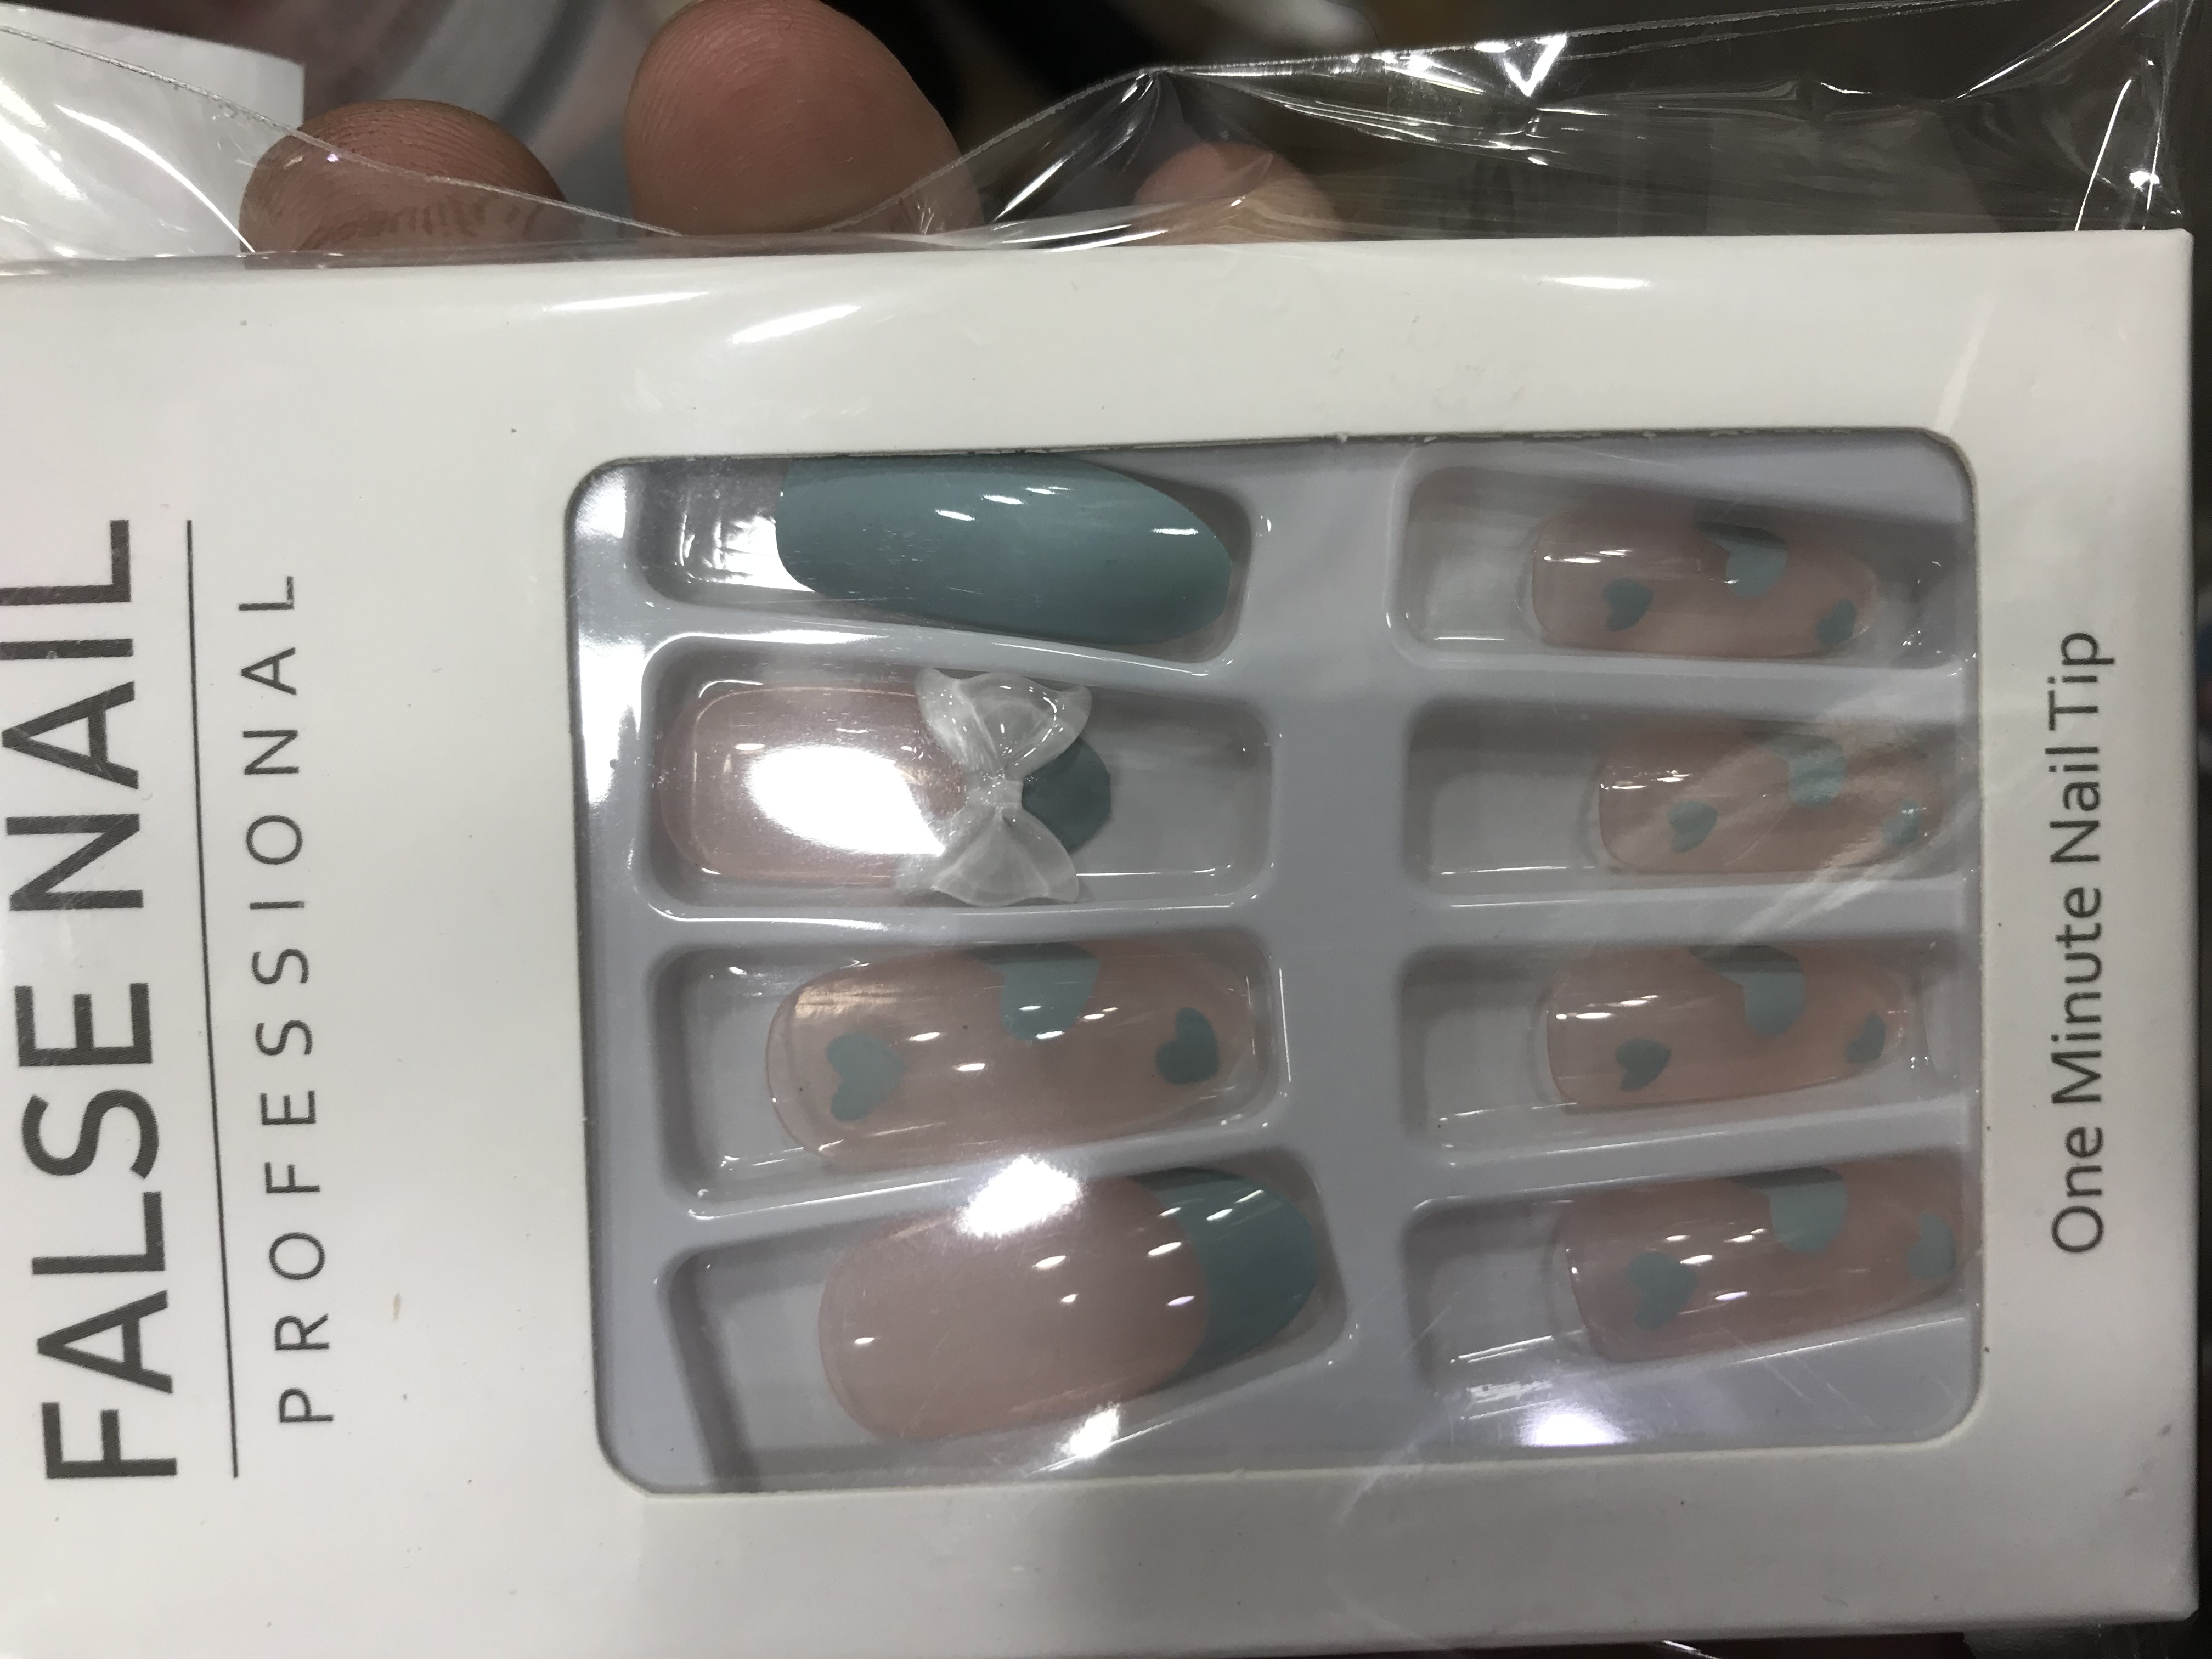 FALSE NAIL
PROFESSIONAL
One Minute Nail Tip